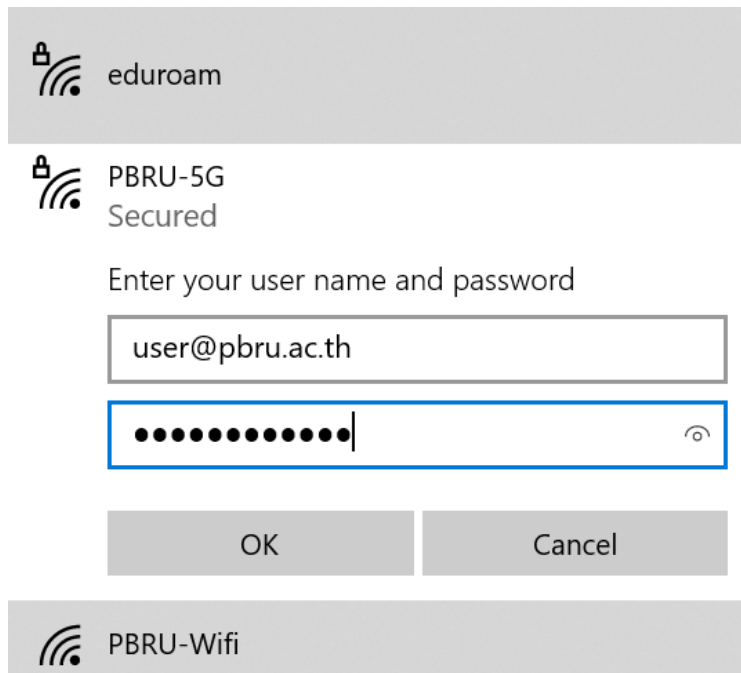 eduroam
PBRU-5G
Secured
Enter your user name and password
user@pbru.ac.th
●●●●●●●●●●●●
OK
Cancel
PBRU-Wifi